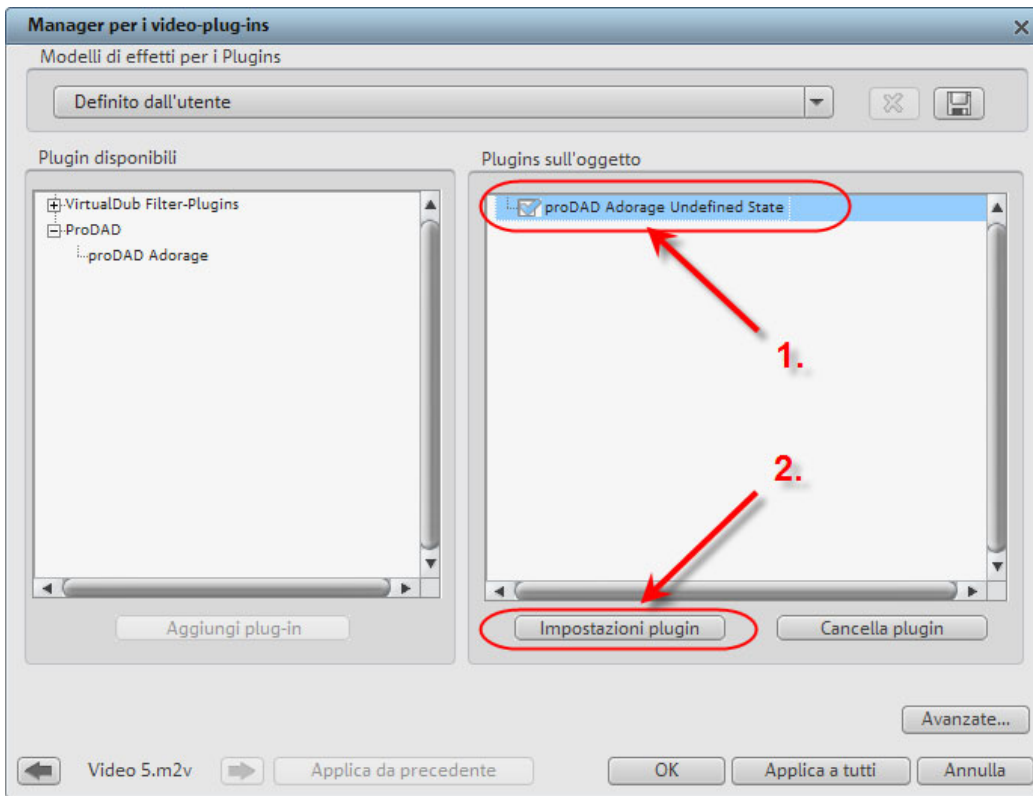 Manager per i video-plug-ins
Modelli di effetti per i Plugins
Definito dall'utente
Plugin disponibili
VirtualDub Filter-Plugins
ProDAD
proDAD Adorage
Aggiungi plug-in
Plugins sull'oggetto
proDAD Adorage Undefined State
1.
2.
Impostazioni plugin
Cancella plugin
Avanzate...
Video 5.m2v
Applica da precedente
OK
Applica a tutti
Annulla